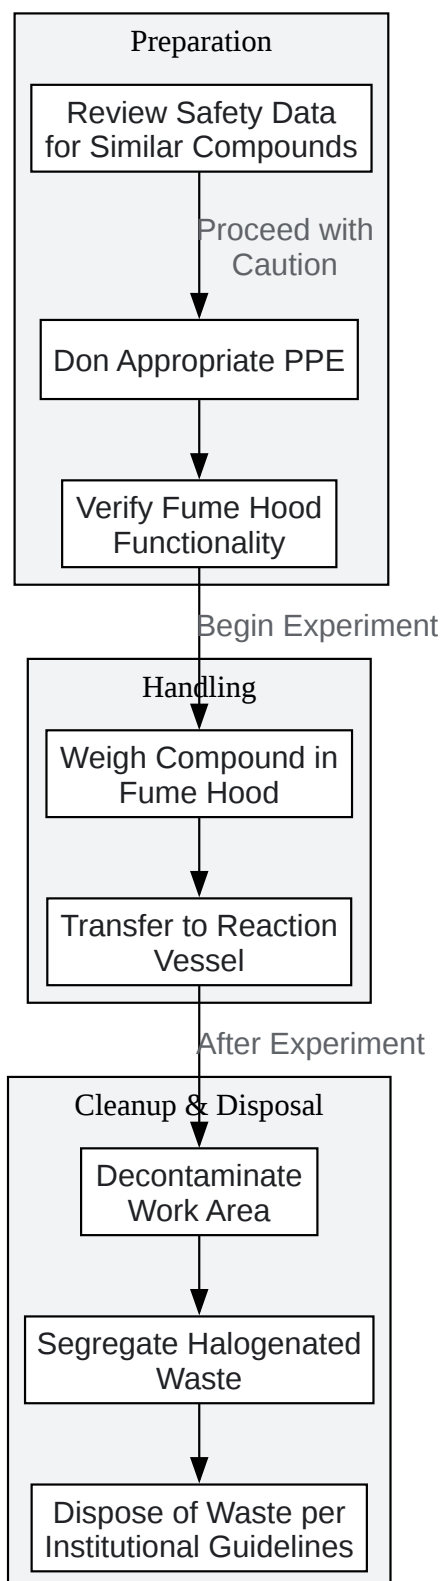 Preparation
Review Safety Data
for Similar Compounds
Proceed with
Caution
Don Appropriate PPE
Verify Fume Hood
Functionality
Begin Experiment
Handling
Weigh Compound in
Fume Hood
Transfer to Reaction
Vessel
After Experiment
Cleanup & Disposal
Decontaminate
Work Area
Segregate Halogenated
Waste
Dispose of Waste per
Institutional Guidelines